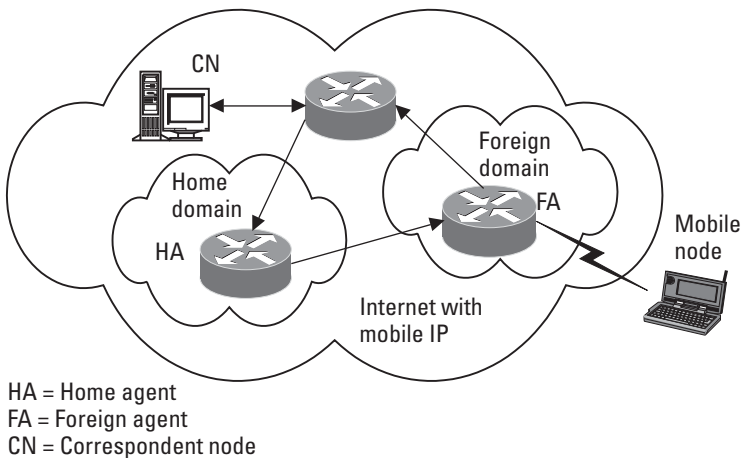 CN
Foreign
domain
Home
domain
FA
Mobile
node
HA
Internet with
mobile IP
HA = Home agent
FA = Foreign agent
CN = Correspondent node